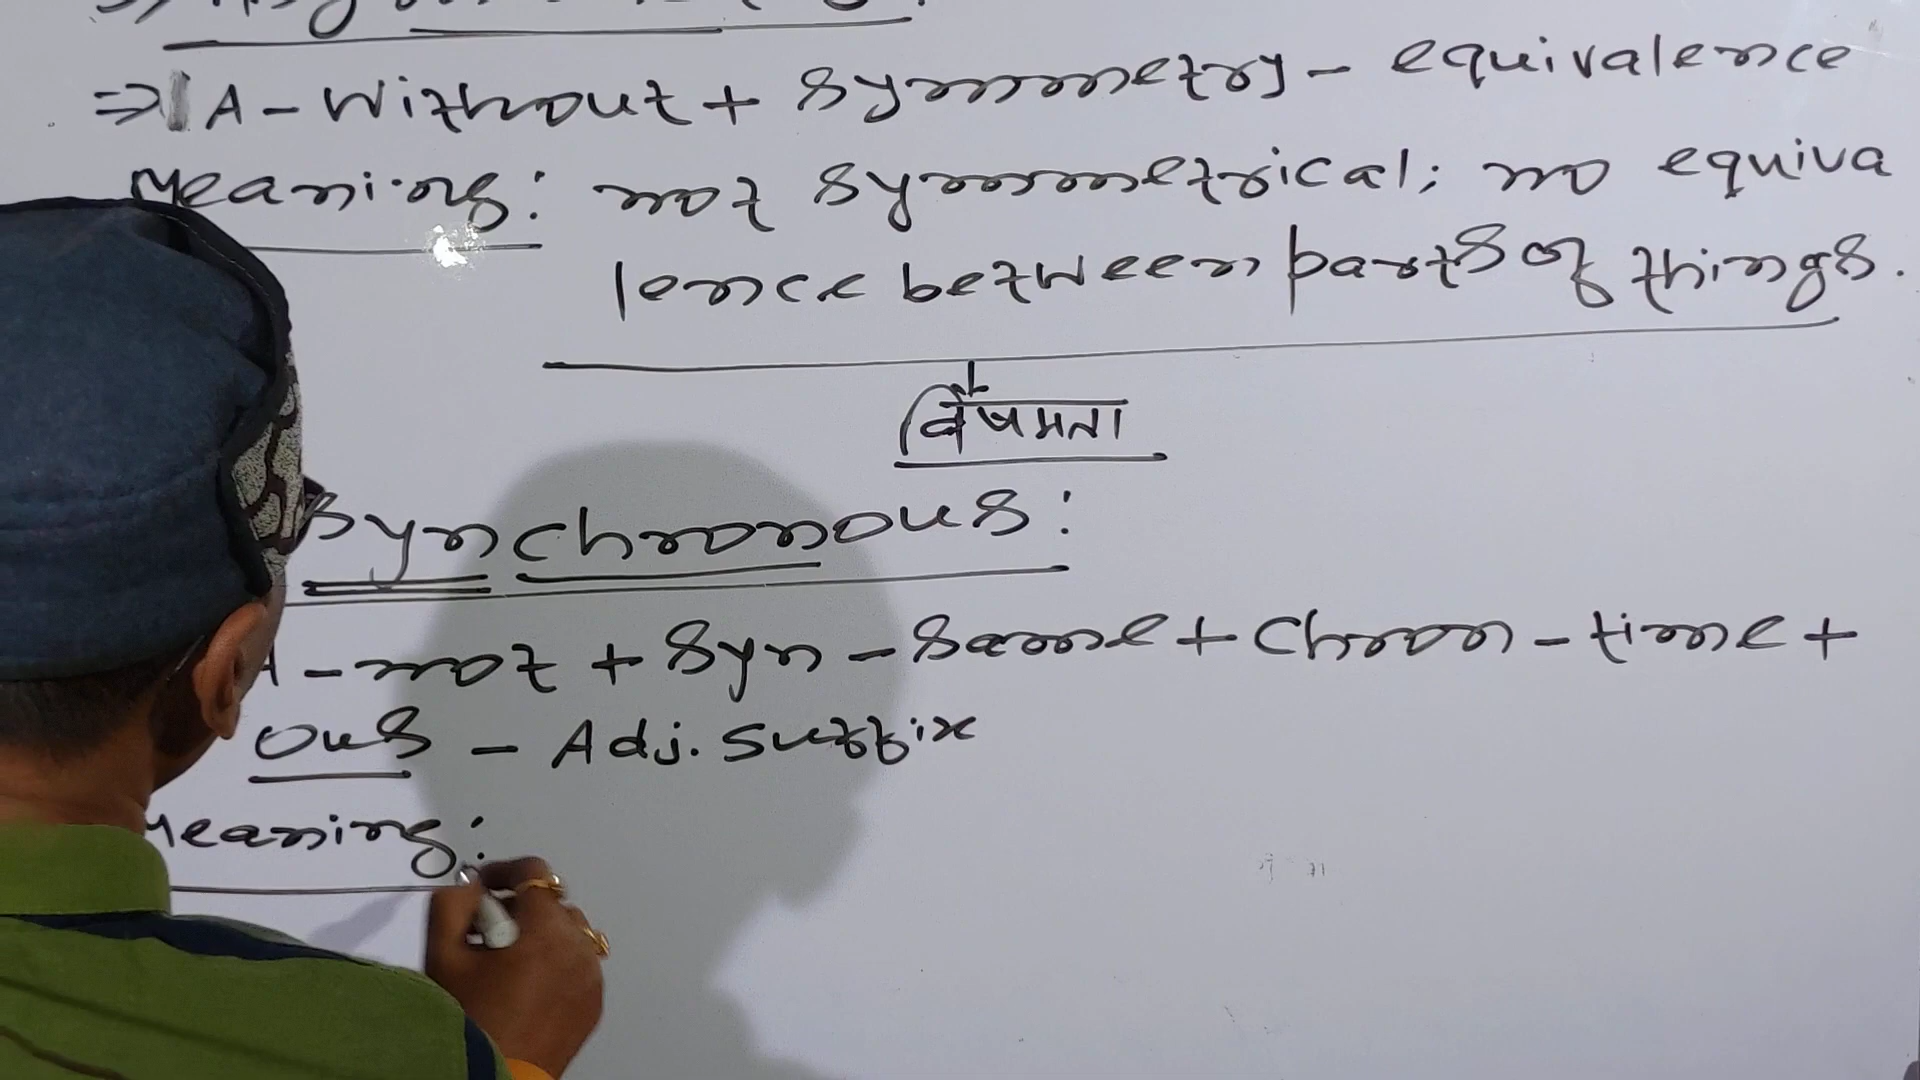 => A - Without + Symmetry - equivalence
Meaning: not symmetrical; no equiva
lence between parts of things.
विषमता
synchronous:
- not + Syn - Same + Chron - time +
ous - Adj. suffix
Meaning: